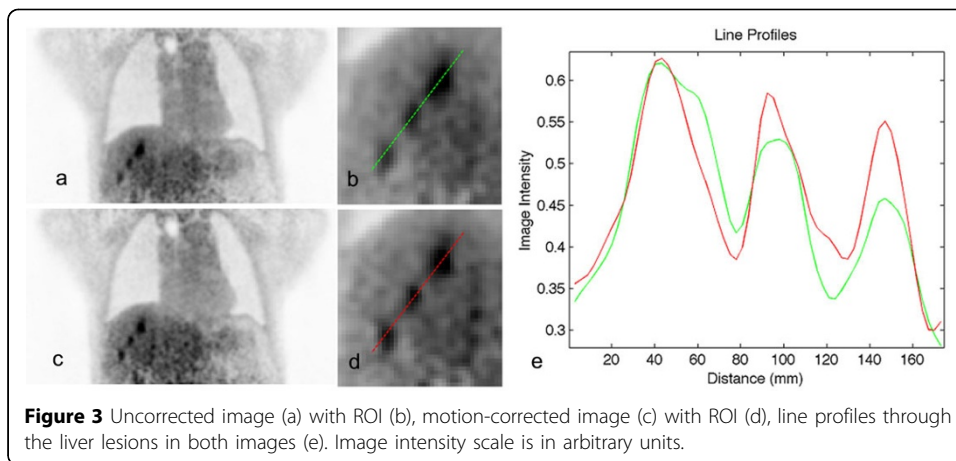 a
b
c
d
Line Profiles
Image Intensity
0.6
0.55
0.5
0.45
0.4
0.35
0.3
20 40 60 80 100 120 140 160
e
Distance (mm)
Figure 3 Uncorrected image (a) with ROI (b), motion-corrected image (c) with ROI (d), line profiles through
the liver lesions in both images (e). Image intensity scale is in arbitrary units.